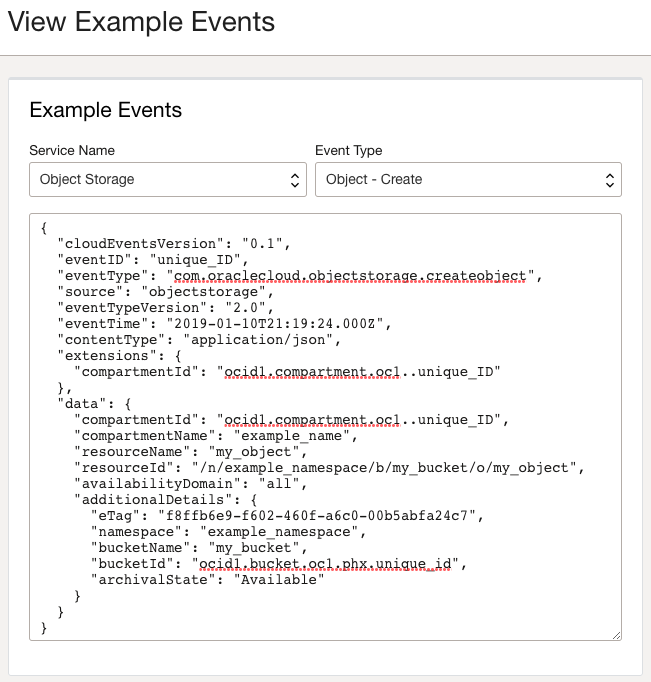 View Example Events
Example Events
Service Name
Event Type
Object Storage
Object - Create
{
"cloudEventsVersion": "0.1",
"eventID": "unique_ID",
"eventType": "com.oraclecloud.objectstorage.createobject",
"source": "objectstorage",
"eventTypeVersion": "2.0",
"eventTime": "2019-01-10T21:19:24.000Z",
"contentType": "application/json",
"extensions": {
"compartmentId": "ocid1.compartment.oc1..unique_ID"
},
"data": {
"compartmentId": "ocid1.compartment.oc1..unique_ID",
"compartmentName": "example_name",
"resourceName": "my_object",
"resourceId": "/n/example_namespace/b/my_bucket/o/my_object",
"availabilityDomain": "all",
"additionalDetails": {
"eTag": "f8ffb6e9-f602-460f-a6c0-00b5abfa24c7",
"namespace": "example_namespace",
"bucketName": "my_bucket",
"bucketId": "ocid1.bucket.oc1.phx.unique_id",
"archivalState": "Available"
}
}
}